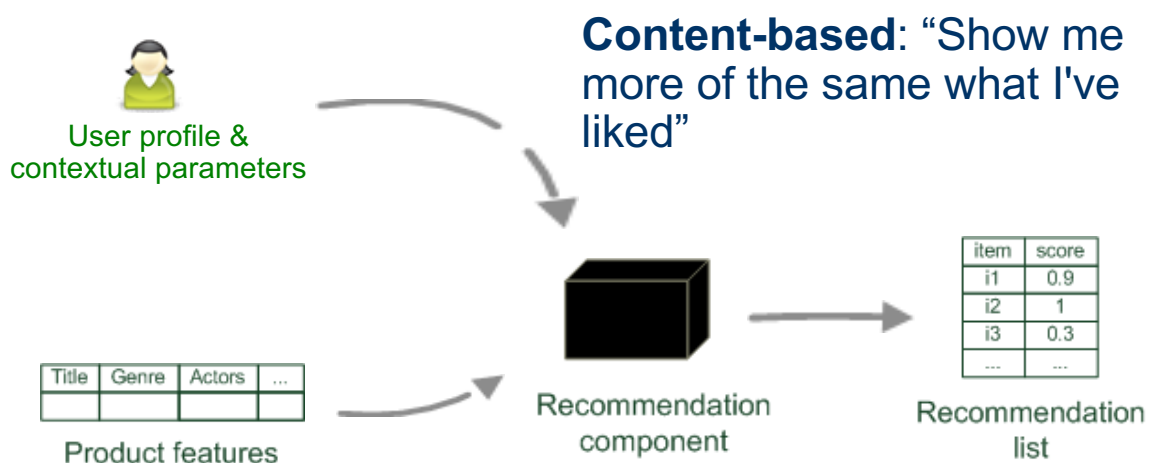 Content-based: “Show me
more of the same what I've
liked”
User profile &
contextual parameters
item score
i1 0.9
i2 1
i3 0.3
... ...
Title Genre Actors ...
Product features
Recommendation
component
Recommendation
list